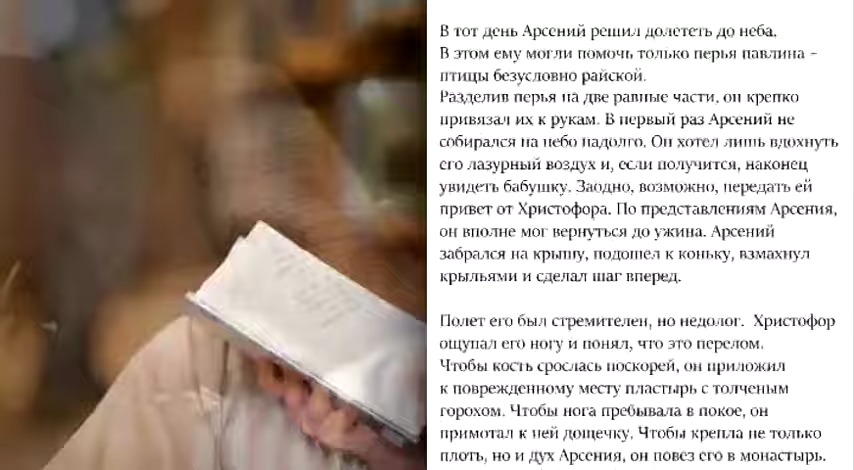 В тот день Арсений решил долететь до неба.
В этом ему могли помочь только перья павлина –
птицы безусловно райской.
Разделив перья на две равные части, он крепко
привязал их к рукам. В первый раз Арсений не
собирался на небо надолго. Он хотел лишь вдохнуть
его лазурный воздух и, если получится, наконец
увидеть бабушку. Заодно, возможно, передать ей
привет от Христофора. По представлениям Арсения,
он вполне мог вернуться до ужина. Арсений
забрался на крышу, подошел к коньку, взмахнул
крыльями и сделал шаг вперед.
Полет его был стремителен, но недолог. Христофор
ощупал его ногу и понял, что это перелом.
Чтобы кость срослась поскорей, он приложил
к поврежденному месту пластырь с толченым
горохом. Чтобы нога пребывала в покое, он
примотал к ней дощечку. Чтобы крепла не только
плоть, но и дух Арсения, он повез его в монастырь.